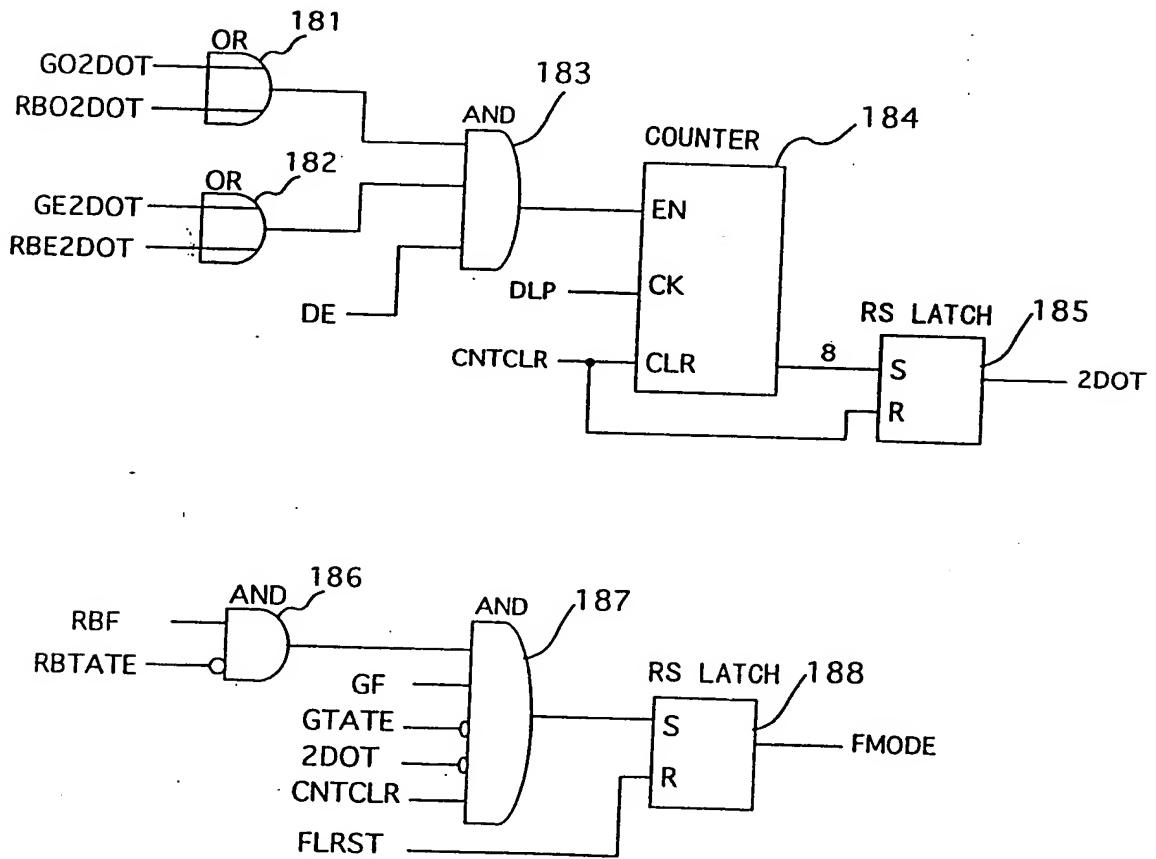 OR
181
GO2DOT
RBO2DOT
183
AND
COUNTER
184
OR
182
GE2DOT
RBE2DOT
EN
DLP
CK
DE
RS LATCH
185
CNTCLR
CLR
8
S
2DOT
R
AND
186
RBF
RBTATE
AND
187
GF
GTATE
2DOT
CNTCLR
FLRST
RS LATCH
188
S
FMODE
R